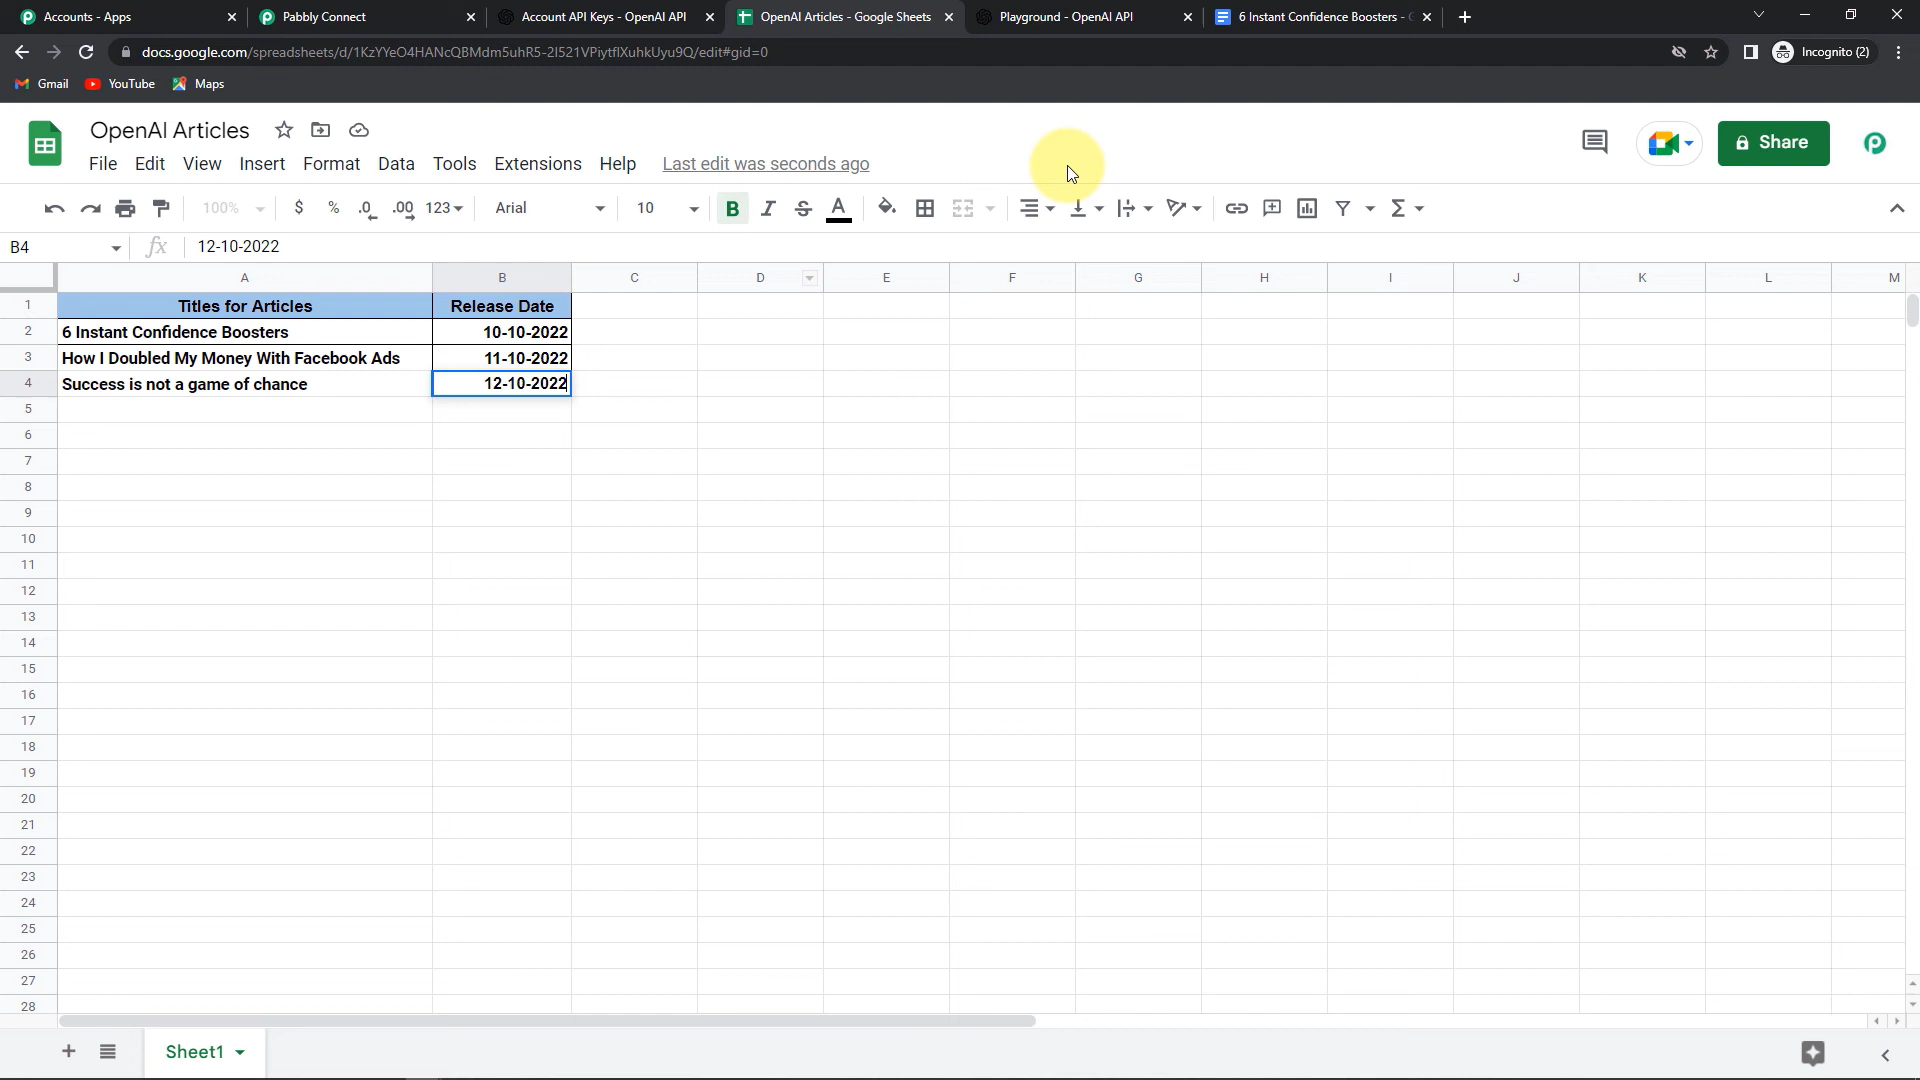 Accounts - Apps
Pabbly Connect
Account API Keys - OpenAI API
OpenAI Articles - Google Sheets
Playground - OpenAI API
6 Instant Confidence Boosters -
docs.google.com/spreadsheets/d/1KzYYeO4HANcQBMdm5uhR5-2I521VPiytflXuhkUyu9Q/edit#gid=0
Incognito (2)
Gmail
YouTube
Maps
OpenAI Articles
File Edit View Insert Format Data Tools Extensions Help Last edit was seconds ago
Share
100% $ % .0 .00 123 Arial 10 B I S A
B4 fx 12-10-2022
A B C D E F G H I J K L M
1 Titles for Articles Release Date
2 6 Instant Confidence Boosters 10-10-2022
3 How I Doubled My Money With Facebook Ads 11-10-2022
4 Success is not a game of chance 12-10-2022
5
6
7
8
9
10
11
12
13
14
15
16
17
18
19
20
21
22
23
24
25
26
27
28
Sheet1